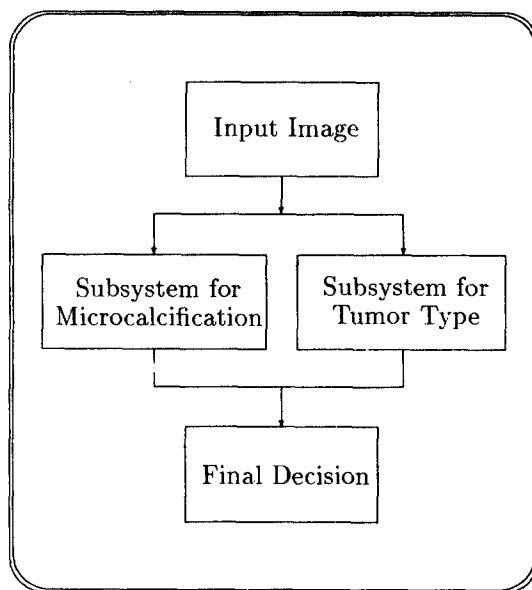 Input Image
Subsystem for
Microcalcification
Subsystem for
Tumor Type
Final Decision